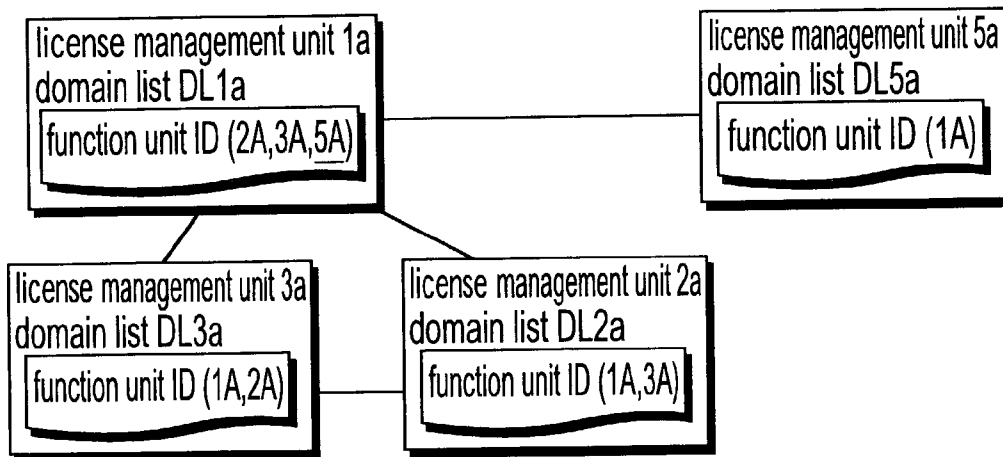 license management unit 1a
domain list DL1a
function unit ID (2A,3A,5A)
license management unit 5a
domain list DL5a
function unit ID (1A)
license management unit 3a
domain list DL3a
function unit ID (1A,2A)
license management unit 2a
domain list DL2a
function unit ID (1A,3A)